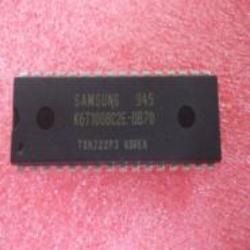 SAMSUNG 945
K6T1008C2E-DB70
KOREA